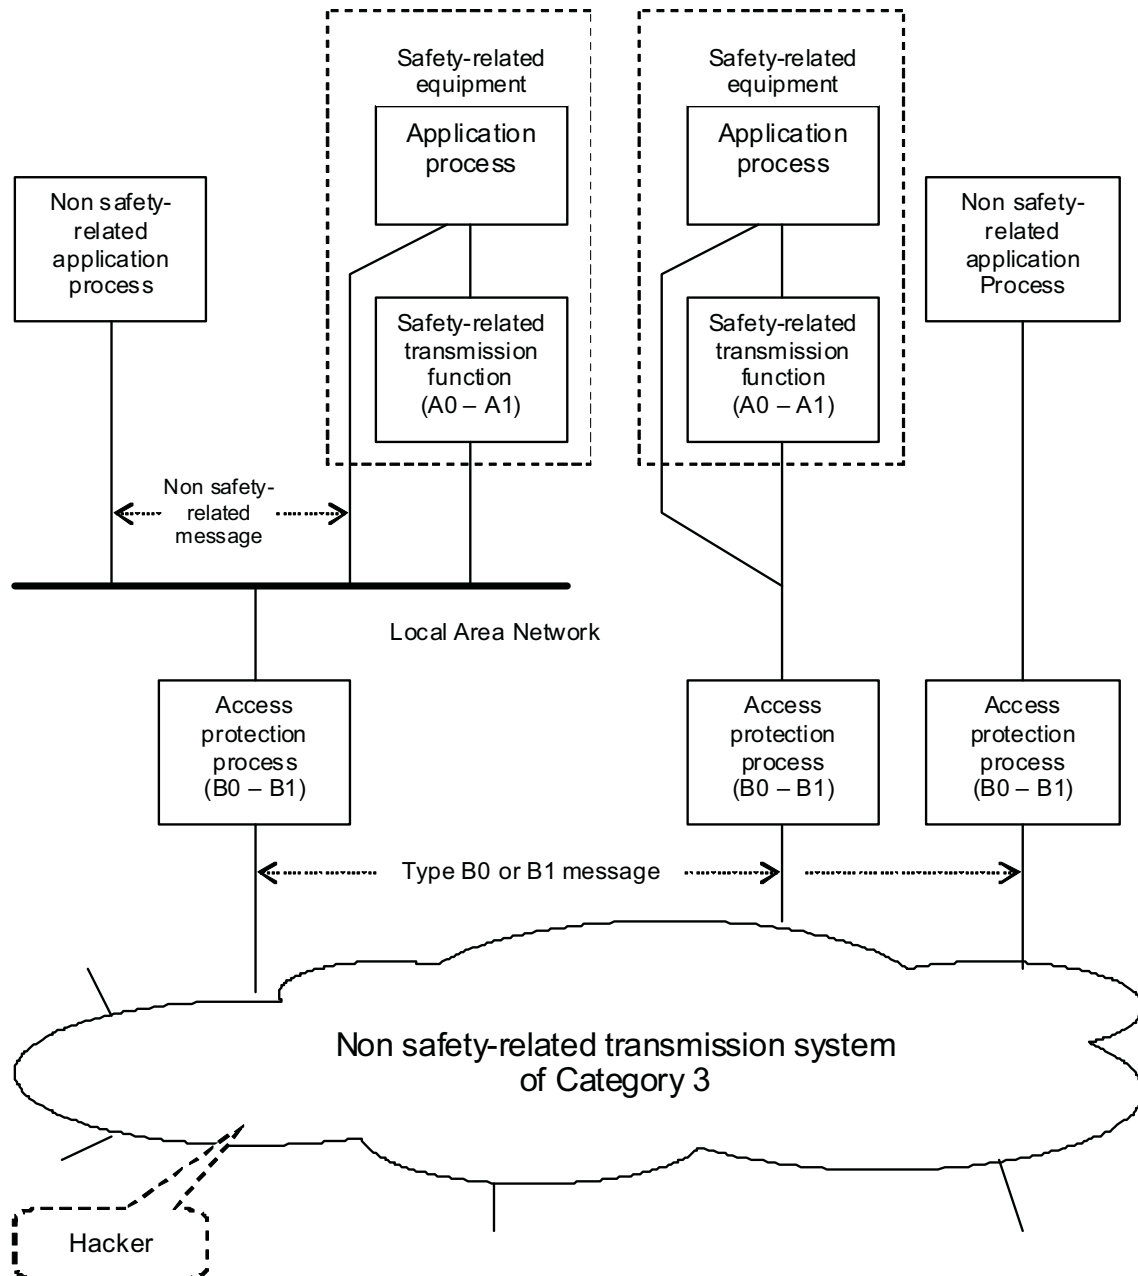 Safety-related
equipment
Safety-related
equipment
Application
process
Application
process
Non safety-
related
application
process
Non safety-
related
application
Process
Safety-related
transmission
function
(A0 – A1)
Safety-related
transmission
function
(A0 – A1)
Non safety-
related
message
Local Area Network
Access
protection
process
(B0 – B1)
Access
protection
process
(B0 – B1)
Access
protection
process
(B0 – B1)
Type B0 or B1 message
Non safety-related transmission system
of Category 3
Hacker